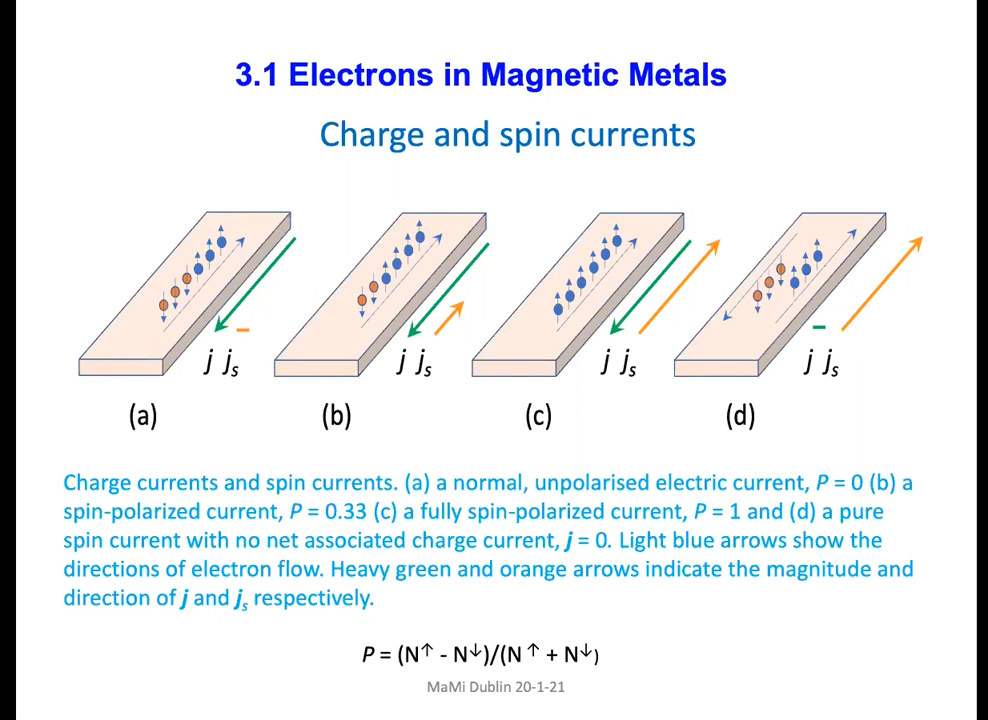 3.1 Electrons in Magnetic Metals
Charge and spin currents
j js j js j js j js
(a) (b) (c) (d)
Charge currents and spin currents. (a) a normal, unpolarised electric current, P = 0 (b) a
spin-polarized current, P = 0.33 (c) a fully spin-polarized current, P = 1 and (d) a pure
spin current with no net associated charge current, j = 0. Light blue arrows show the
directions of electron flow. Heavy green and orange arrows indicate the magnitude and
direction of j and js respectively.
P = (N↑ - N↓)/(N ↑ + N↓)
MaMi Dublin 20-1-21